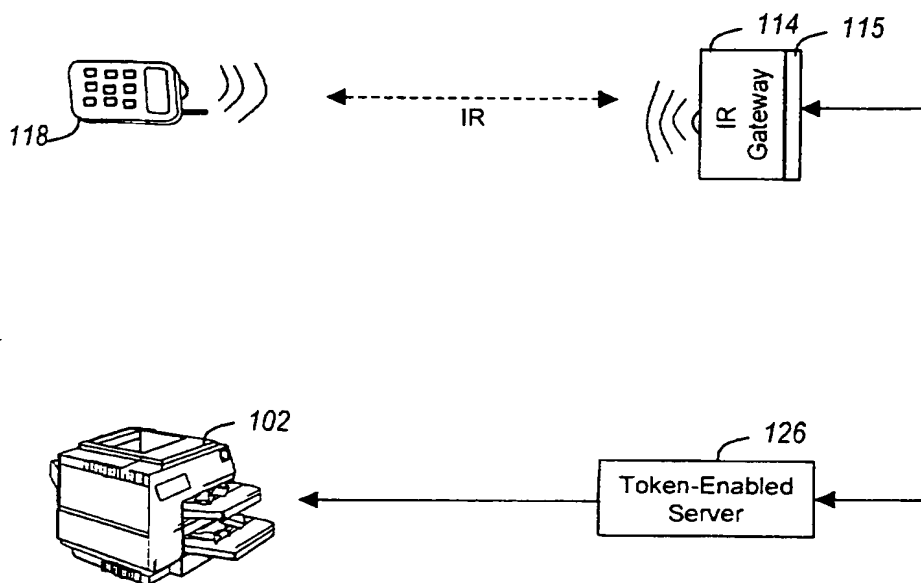 114
115
118
IR
IR
Gateway
102
126
Token-Enabled
Server